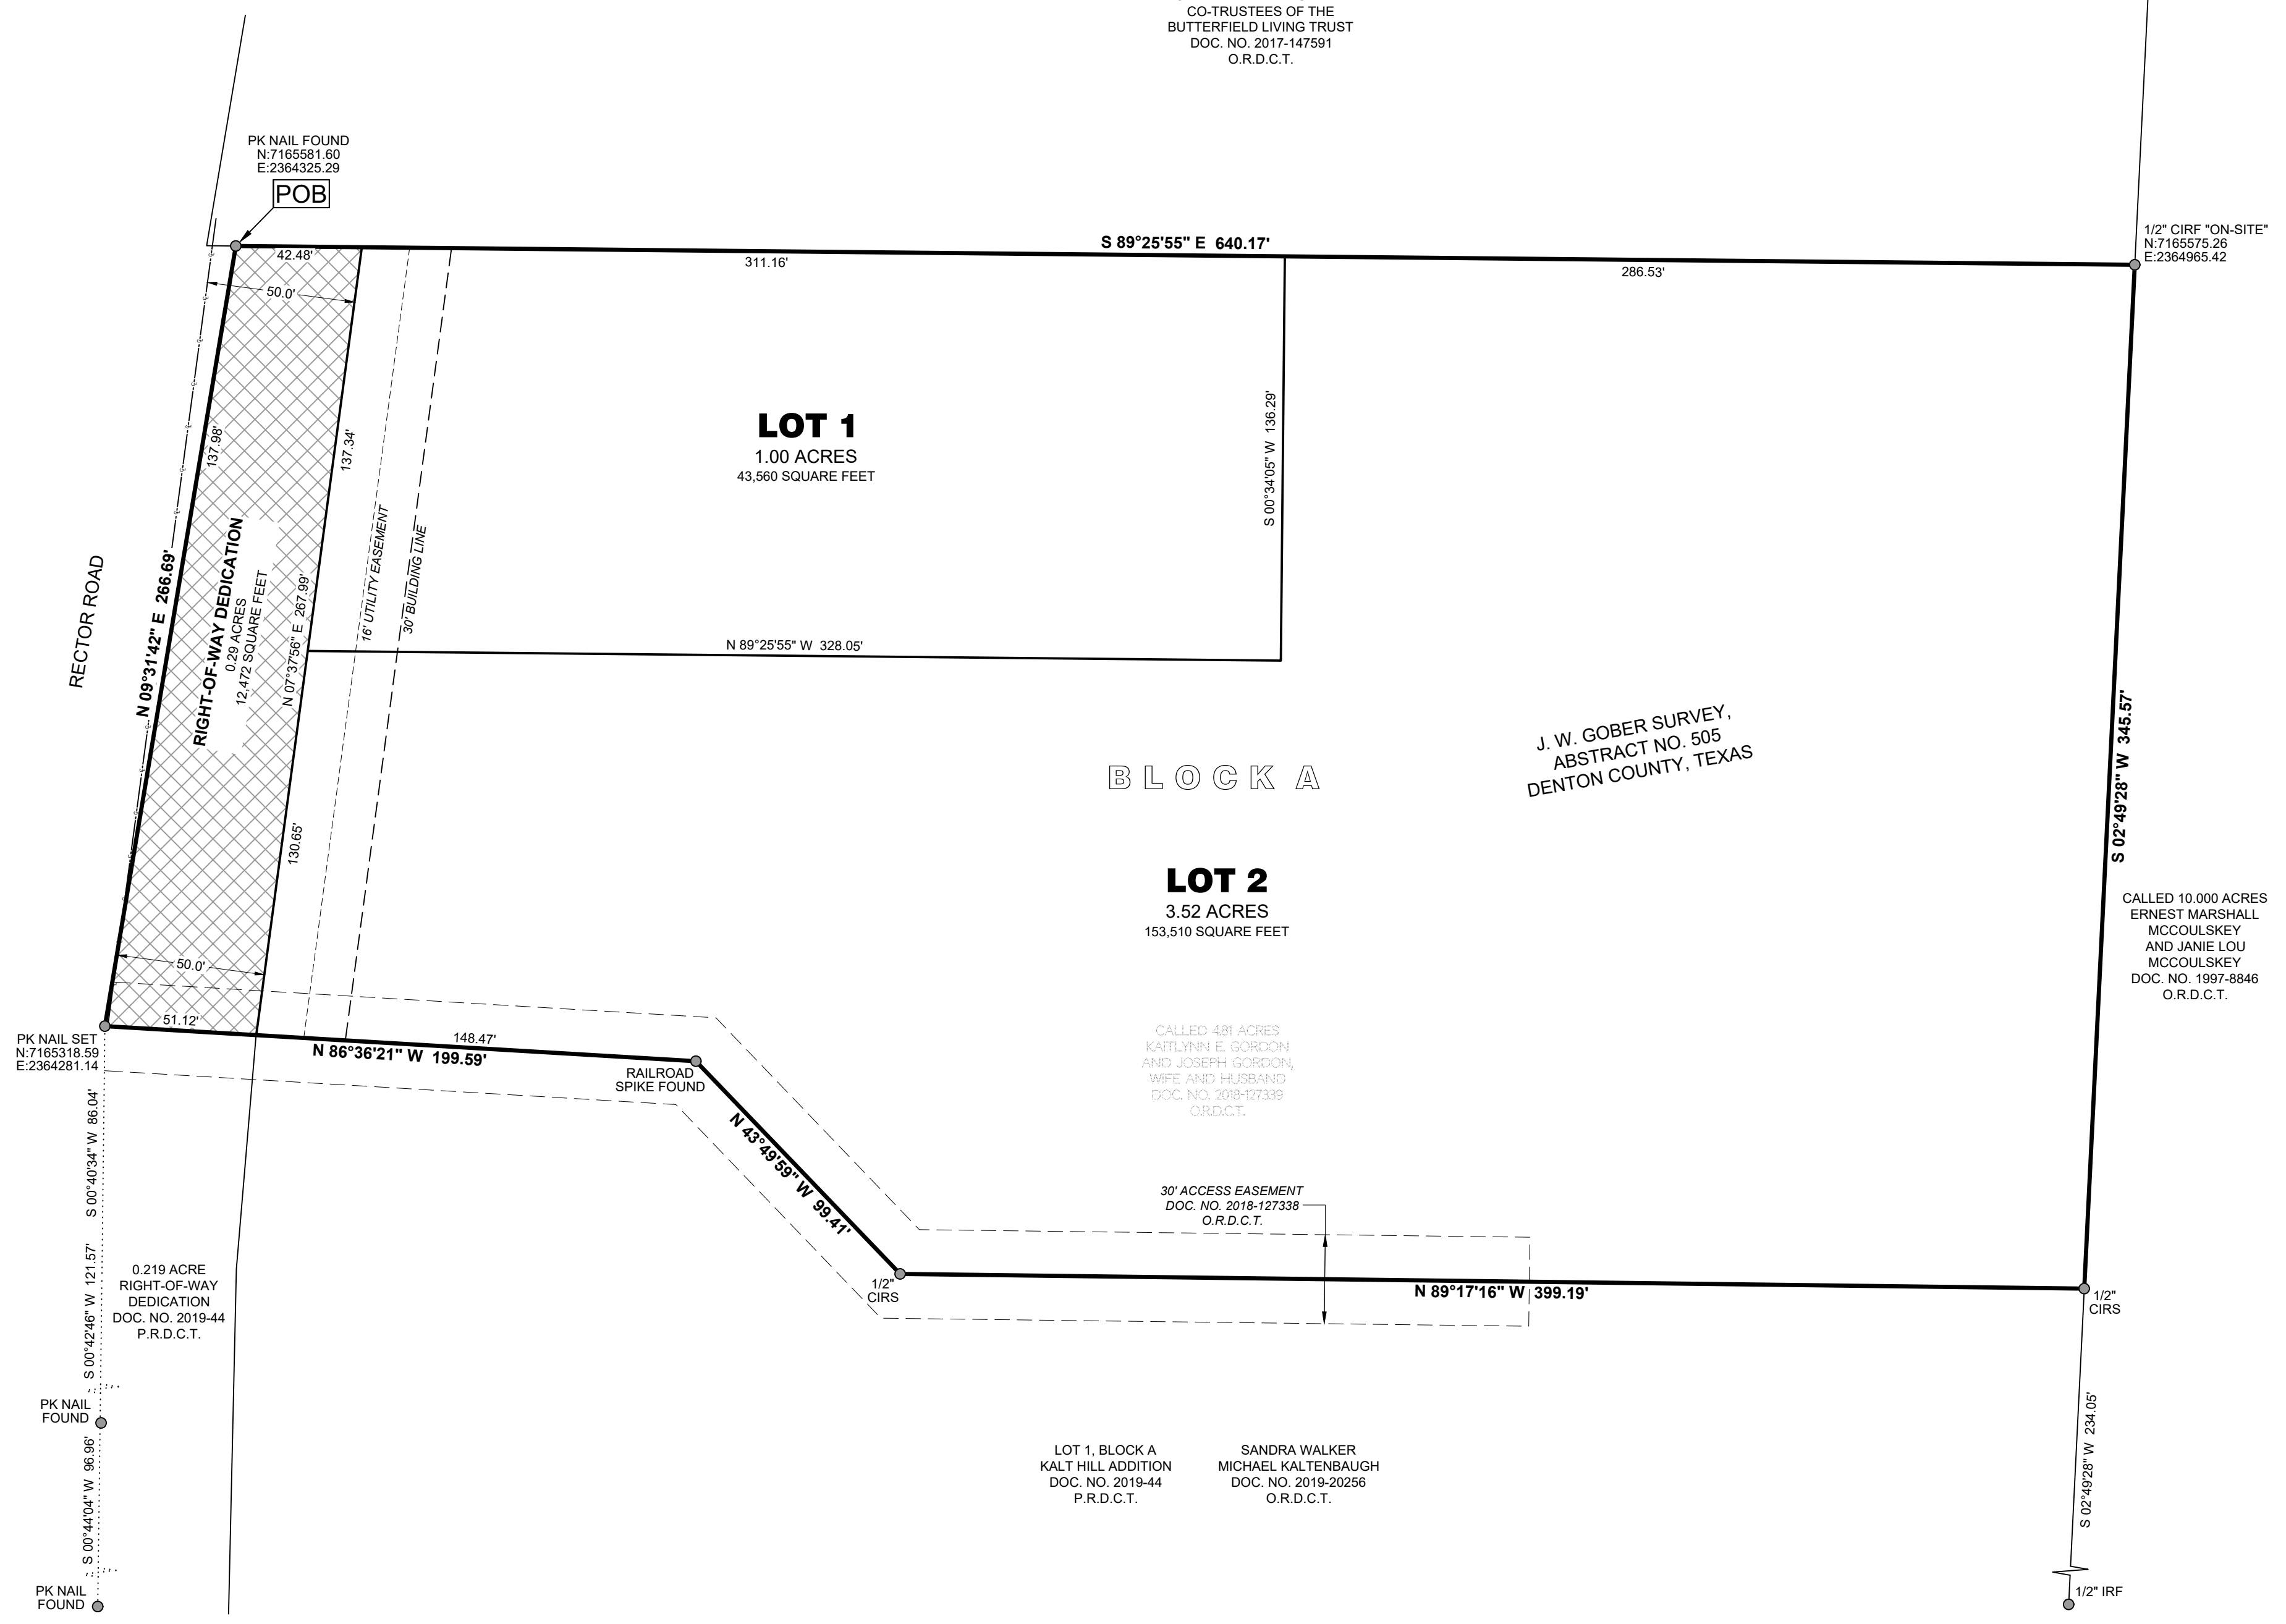 CO-TRUSTEES OF THE
BUTTERFIELD LIVING TRUST
DOC. NO. 2017-147591
O.R.D.C.T.
PK NAIL FOUND
N:7165581.60
E:2364325.29
POB
S 89°25'55" E 640.17'
1/2" CIRF "ON-SITE"
N:7165575.26
E:2364965.42
42.48'
311.16'
286.53'
50.0'
137.98'
137.34'
LOT 1
1.00 ACRES
43,560 SQUARE FEET
S 00°34'05" W 136.29'
RECTOR ROAD
N 09°31'42" E 266.69'
RIGHT-OF-WAY DEDICATION
0.29 ACRES
12,472 SQUARE FEET
N 07°37'56" E 267.99'
16' UTILITY EASEMENT
30' BUILDING LINE
N 89°25'55" W 328.05'
J. W. GOBER SURVEY,
ABSTRACT NO. 505
DENTON COUNTY, TEXAS
S 02°49'28" W 345.57'
BLOCK A
130.65'
LOT 2
3.52 ACRES
153,510 SQUARE FEET
CALLED 10.000 ACRES
ERNEST MARSHALL
MCCOULSKEY
AND JANIE LOU
MCCOULSKEY
DOC. NO. 1997-8846
O.R.D.C.T.
50.0'
51.12'
148.47'
PK NAIL SET
N:7165318.59
E:2364281.14
N 86°36'21" W 199.59'
RAILROAD
SPIKE FOUND
CALLED 4.81 ACRES
KAITLYNN E. GORDON
AND JOSEPH GORDON,
WIFE AND HUSBAND
DOC. NO. 2018-127339
O.R.D.C.T.
S 00°40'34" W 86.04'
N 43°49'59" W 99.41'
30' ACCESS EASEMENT
DOC. NO. 2018-127338
O.R.D.C.T.
1/2"
CIRS
N 89°17'16" W 399.19'
1/2"
CIRS
S 00°42'46" W 121.57'
0.219 ACRE
RIGHT-OF-WAY
DEDICATION
DOC. NO. 2019-44
P.R.D.C.T.
PK NAIL
FOUND
S 00°44'04" W 96.96'
LOT 1, BLOCK A
KALT HILL ADDITION
DOC. NO. 2019-44
P.R.D.C.T.
SANDRA WALKER
MICHAEL KALTENBAUGH
DOC. NO. 2019-20256
O.R.D.C.T.
S 02°49'28" W 234.05'
PK NAIL
FOUND
1/2" IRF